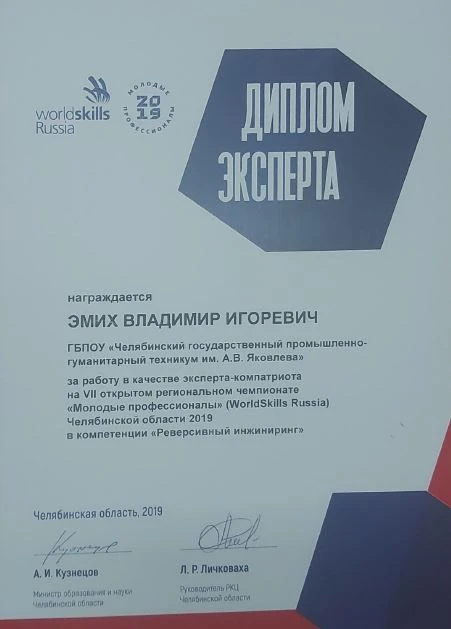 worldskills
Russia
МОЛОДЫЕ
ПРОФЕССИОНАЛЫ
20
19
ДИПЛОМ
ЭКСПЕРТА
награждается
ЭМИХ ВЛАДИМИР ИГОРЕВИЧ
ГБПОУ «Челябинский государственный промышленно-
гуманитарный техникум им. А.В. Яковлева»
за работу в качестве эксперта-компатриота
на VII открытом региональном чемпионате
«Молодые профессионалы» (WorldSkills Russia)
Челябинской области 2019
в компетенции «Реверсивный инжиниринг»
Челябинская область, 2019
А. И. Кузнецов
Министр образования и науки
Челябинской области
Л. Р. Личковаха
Руководитель РКЦ
Челябинской области